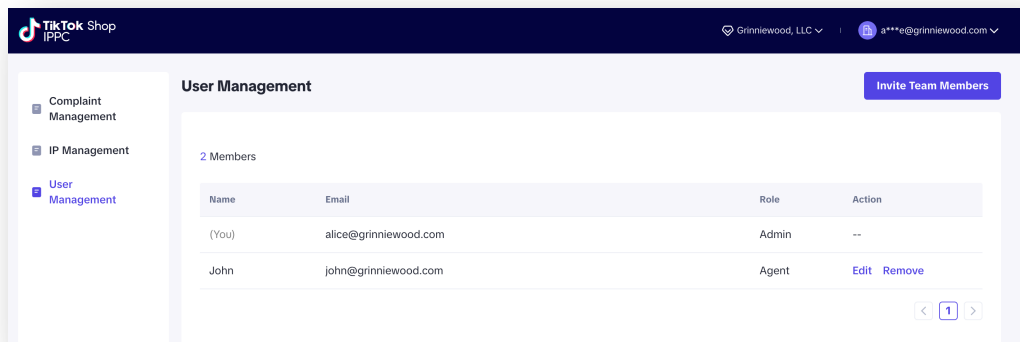 TikTok Shop
IPPC
Grinniewood, LLC
a***e@grinniewood.com
Complaint
Management
IP Management
User
Management
User Management
Invite Team Members
2 Members
Name Email Role Action
(You) alice@grinniewood.com Admin --
John john@grinniewood.com Agent Edit Remove
1